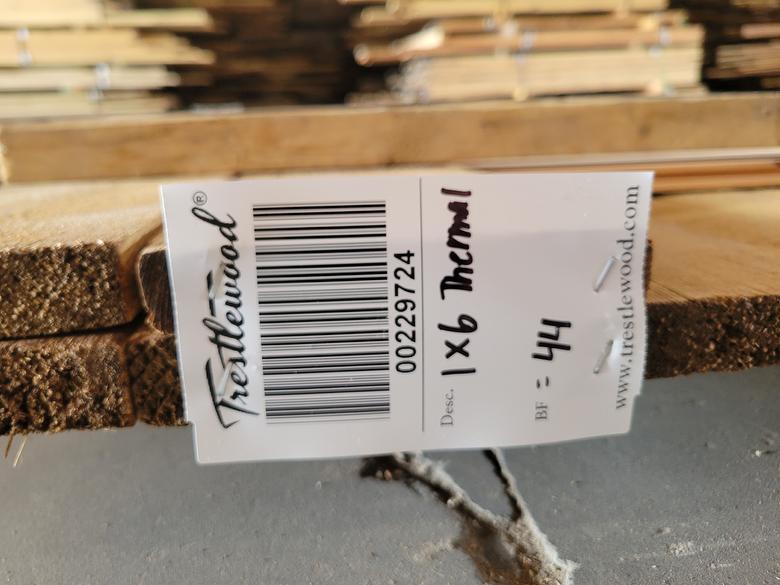 Trestlewood®
00229724
Desc. 1x6 Thermal
BF = 44
www.trestlewood.com